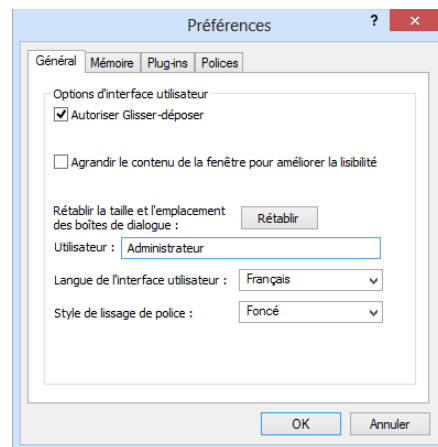 Préférences
?
×
Général Mémoire Plug-ins Polices
Options d'interface utilisateur
Autoriser Glisser-déposer
Agrandir le contenu de la fenêtre pour améliorer la lisibilité
Rétablir la taille et l'emplacement
des boîtes de dialogue : Rétablir
Utilisateur : Administrateur
Langue de l'interface utilisateur : Français
Style de lissage de police : Foncé
OK Annuler